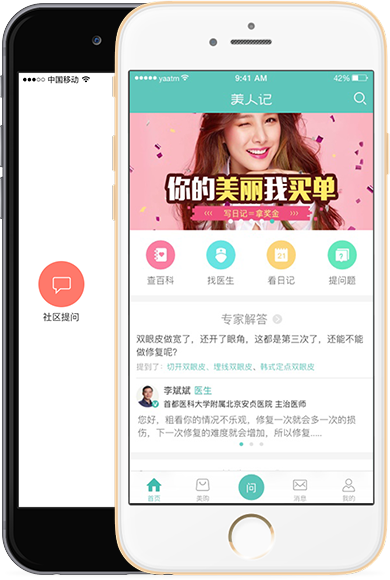 中国移动
社区提问
yaatm
9:41 AM
42%
美人记
你的美丽我买单
写日记=拿奖金
查百科
找医生
21
看日记
?
提问题
专家解答
双眼皮做宽了，还开了眼角，这都是第三次了，还能不能
做修复呢？
提到了：切开双眼皮、埋线双眼皮、韩式定点双眼皮
李斌斌 医生
首都医科大学附属北京安贞医院 主治医师
您好，粗看你的情况不乐观，修复一次就会多一次的损
伤，下一次修复的难度就会增加，所以修复.....
首页
美购
问
消息
我的